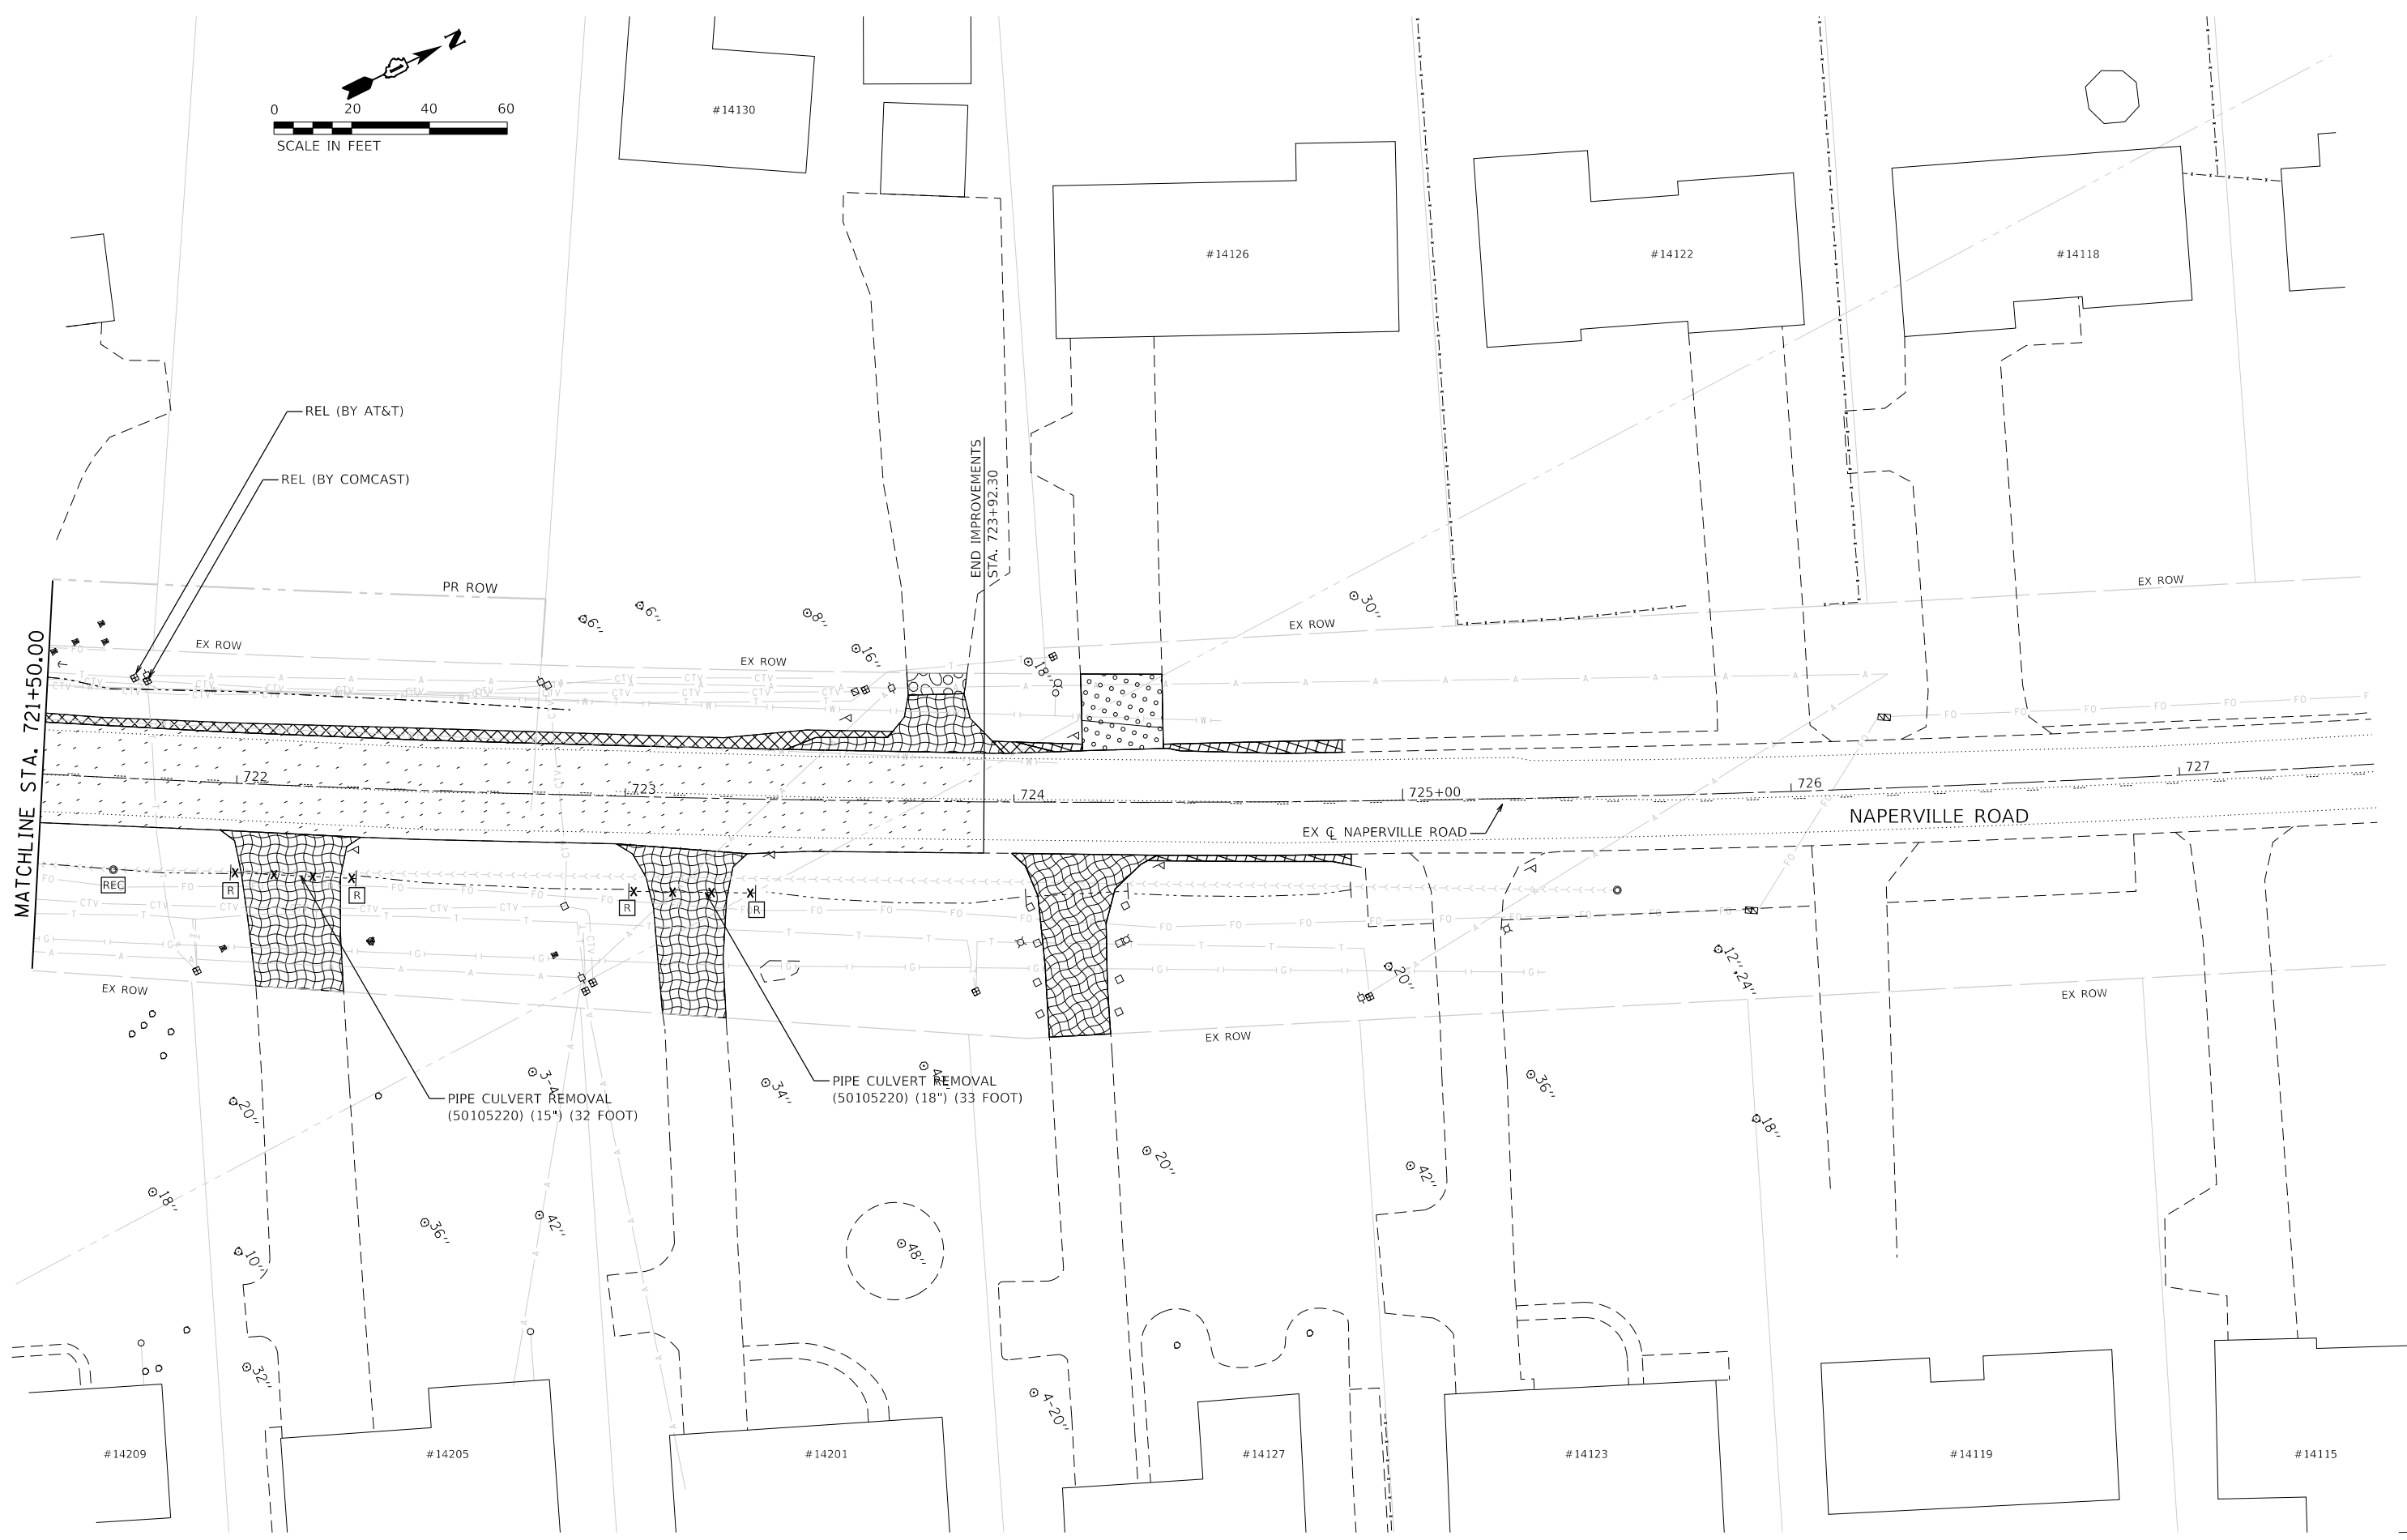 N
0 20 40 60
SCALE IN FEET
#14130
#14126
#14122
#14118
REL (BY AT&T)
REL (BY COMCAST)
END IMPROVEMENTS
STA. 723+92.30
PR ROW
EX ROW
EX ROW
EX ROW
EX ROW
6"
6"
8"
16"
18"
30"
MATCHLINE STA. 721+50.00
722
723
724
725+00
726
727
EX ℄ NAPERVILLE ROAD
NAPERVILLE ROAD
REC
R
R
R
R
EX ROW
EX ROW
EX ROW
20"
12",24"
PIPE CULVERT REMOVAL
(50105220) (15") (32 FOOT)
PIPE CULVERT REMOVAL
(50105220) (18") (33 FOOT)
20"
34"
36"
18"
18"
20"
42"
36"
42"
10"
48"
32"
4-20"
#14209
#14205
#14201
#14127
#14123
#14119
#14115